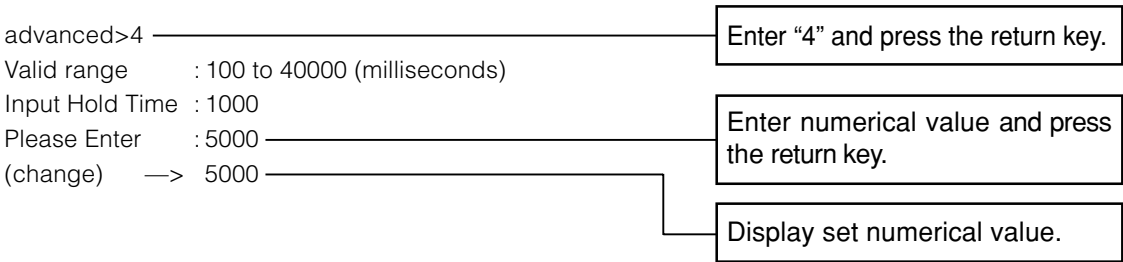 advanced>4
Enter “4” and press the return key.
Valid range : 100 to 40000 (milliseconds)
Input Hold Time : 1000
Please Enter : 5000
Enter numerical value and press
the return key.
(change) —> 5000
Display set numerical value.